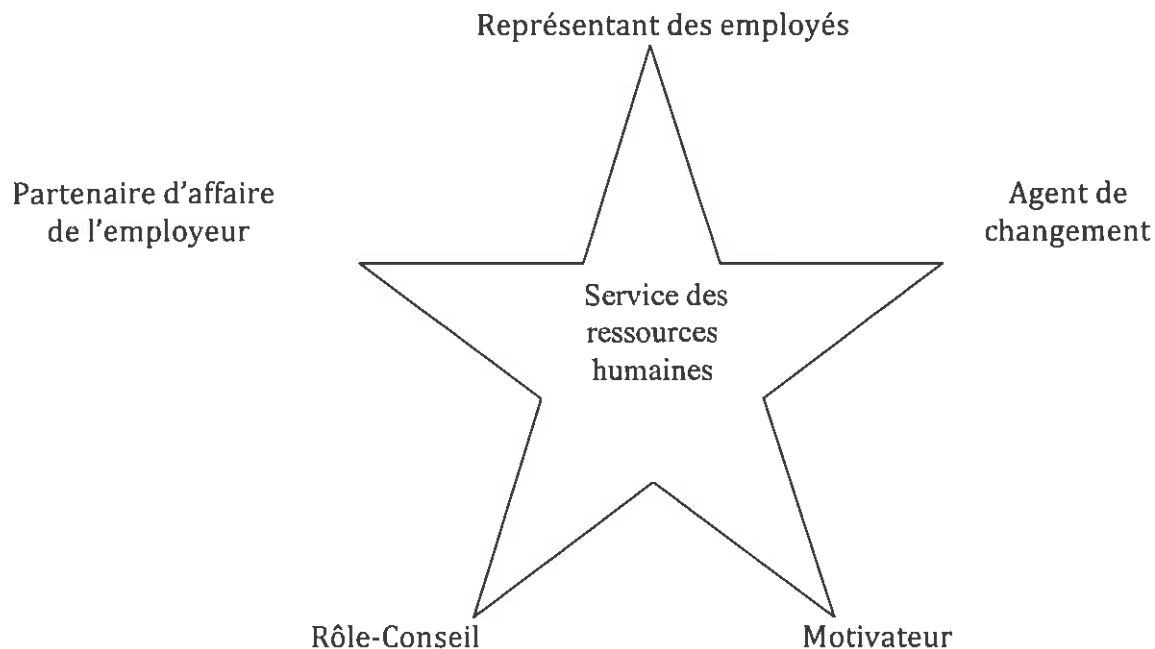 Représentant des employés
Partenaire d'affaire
de l'employeur
Agent de
changement
Service des
ressources
humaines
Rôle-Conseil
Motivateur